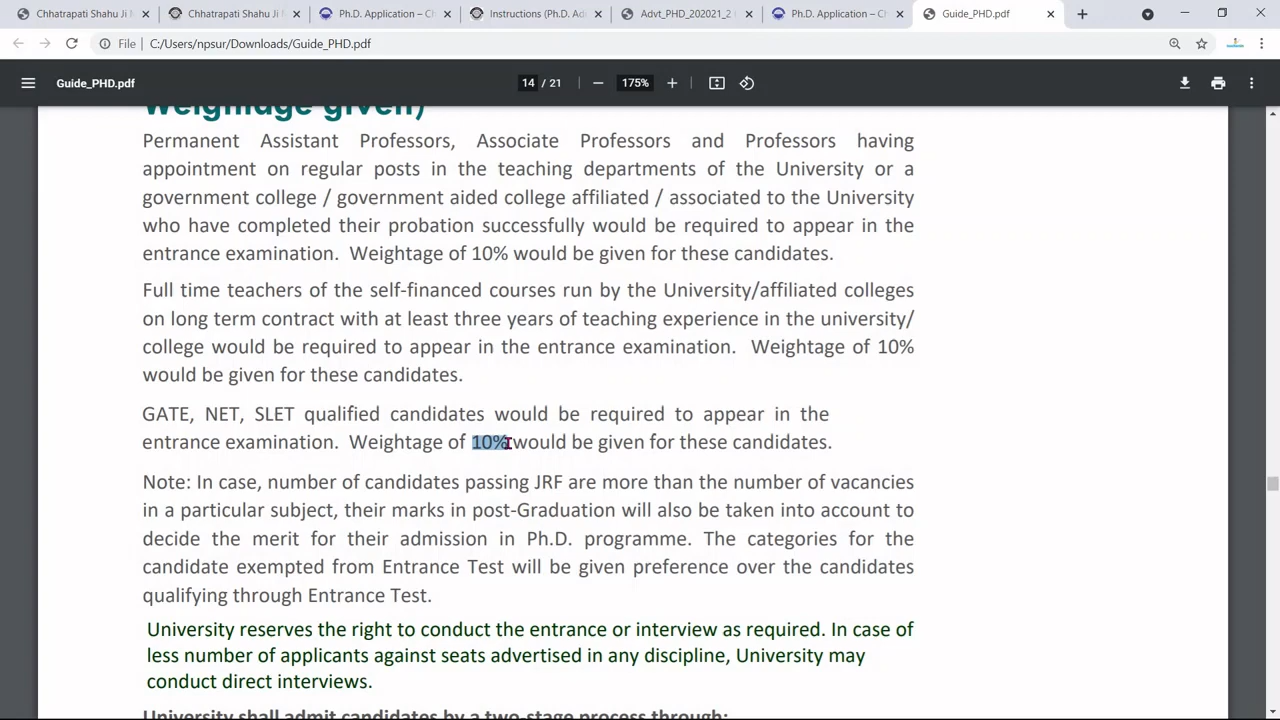 Chhatrapati Shahu Ji M
Chhatrapati Shahu Ji M
Ph.D. Application – Ch
Instructions (Ph.D. Ad
Advt_PHD_202021_2
Ph.D. Application – Ch
Guide_PHD.pdf
File
C:/Users/npsur/Downloads/Guide_PHD.pdf
Guide_PHD.pdf
14 / 21
175%
Weightage given)
Permanent Assistant Professors, Associate Professors and Professors having
appointment on regular posts in the teaching departments of the University or a
government college / government aided college affiliated / associated to the University
who have completed their probation successfully would be required to appear in the
entrance examination. Weightage of 10% would be given for these candidates.
Full time teachers of the self-financed courses run by the University/affiliated colleges
on long term contract with at least three years of teaching experience in the university/
college would be required to appear in the entrance examination. Weightage of 10%
would be given for these candidates.
GATE, NET, SLET qualified candidates would be required to appear in the
entrance examination. Weightage of 10% would be given for these candidates.
Note: In case, number of candidates passing JRF are more than the number of vacancies
in a particular subject, their marks in post-Graduation will also be taken into account to
decide the merit for their admission in Ph.D. programme. The categories for the
candidate exempted from Entrance Test will be given preference over the candidates
qualifying through Entrance Test.
University reserves the right to conduct the entrance or interview as required. In case of
less number of applicants against seats advertised in any discipline, University may
conduct direct interviews.
University shall admit candidates by a two-stage process through: